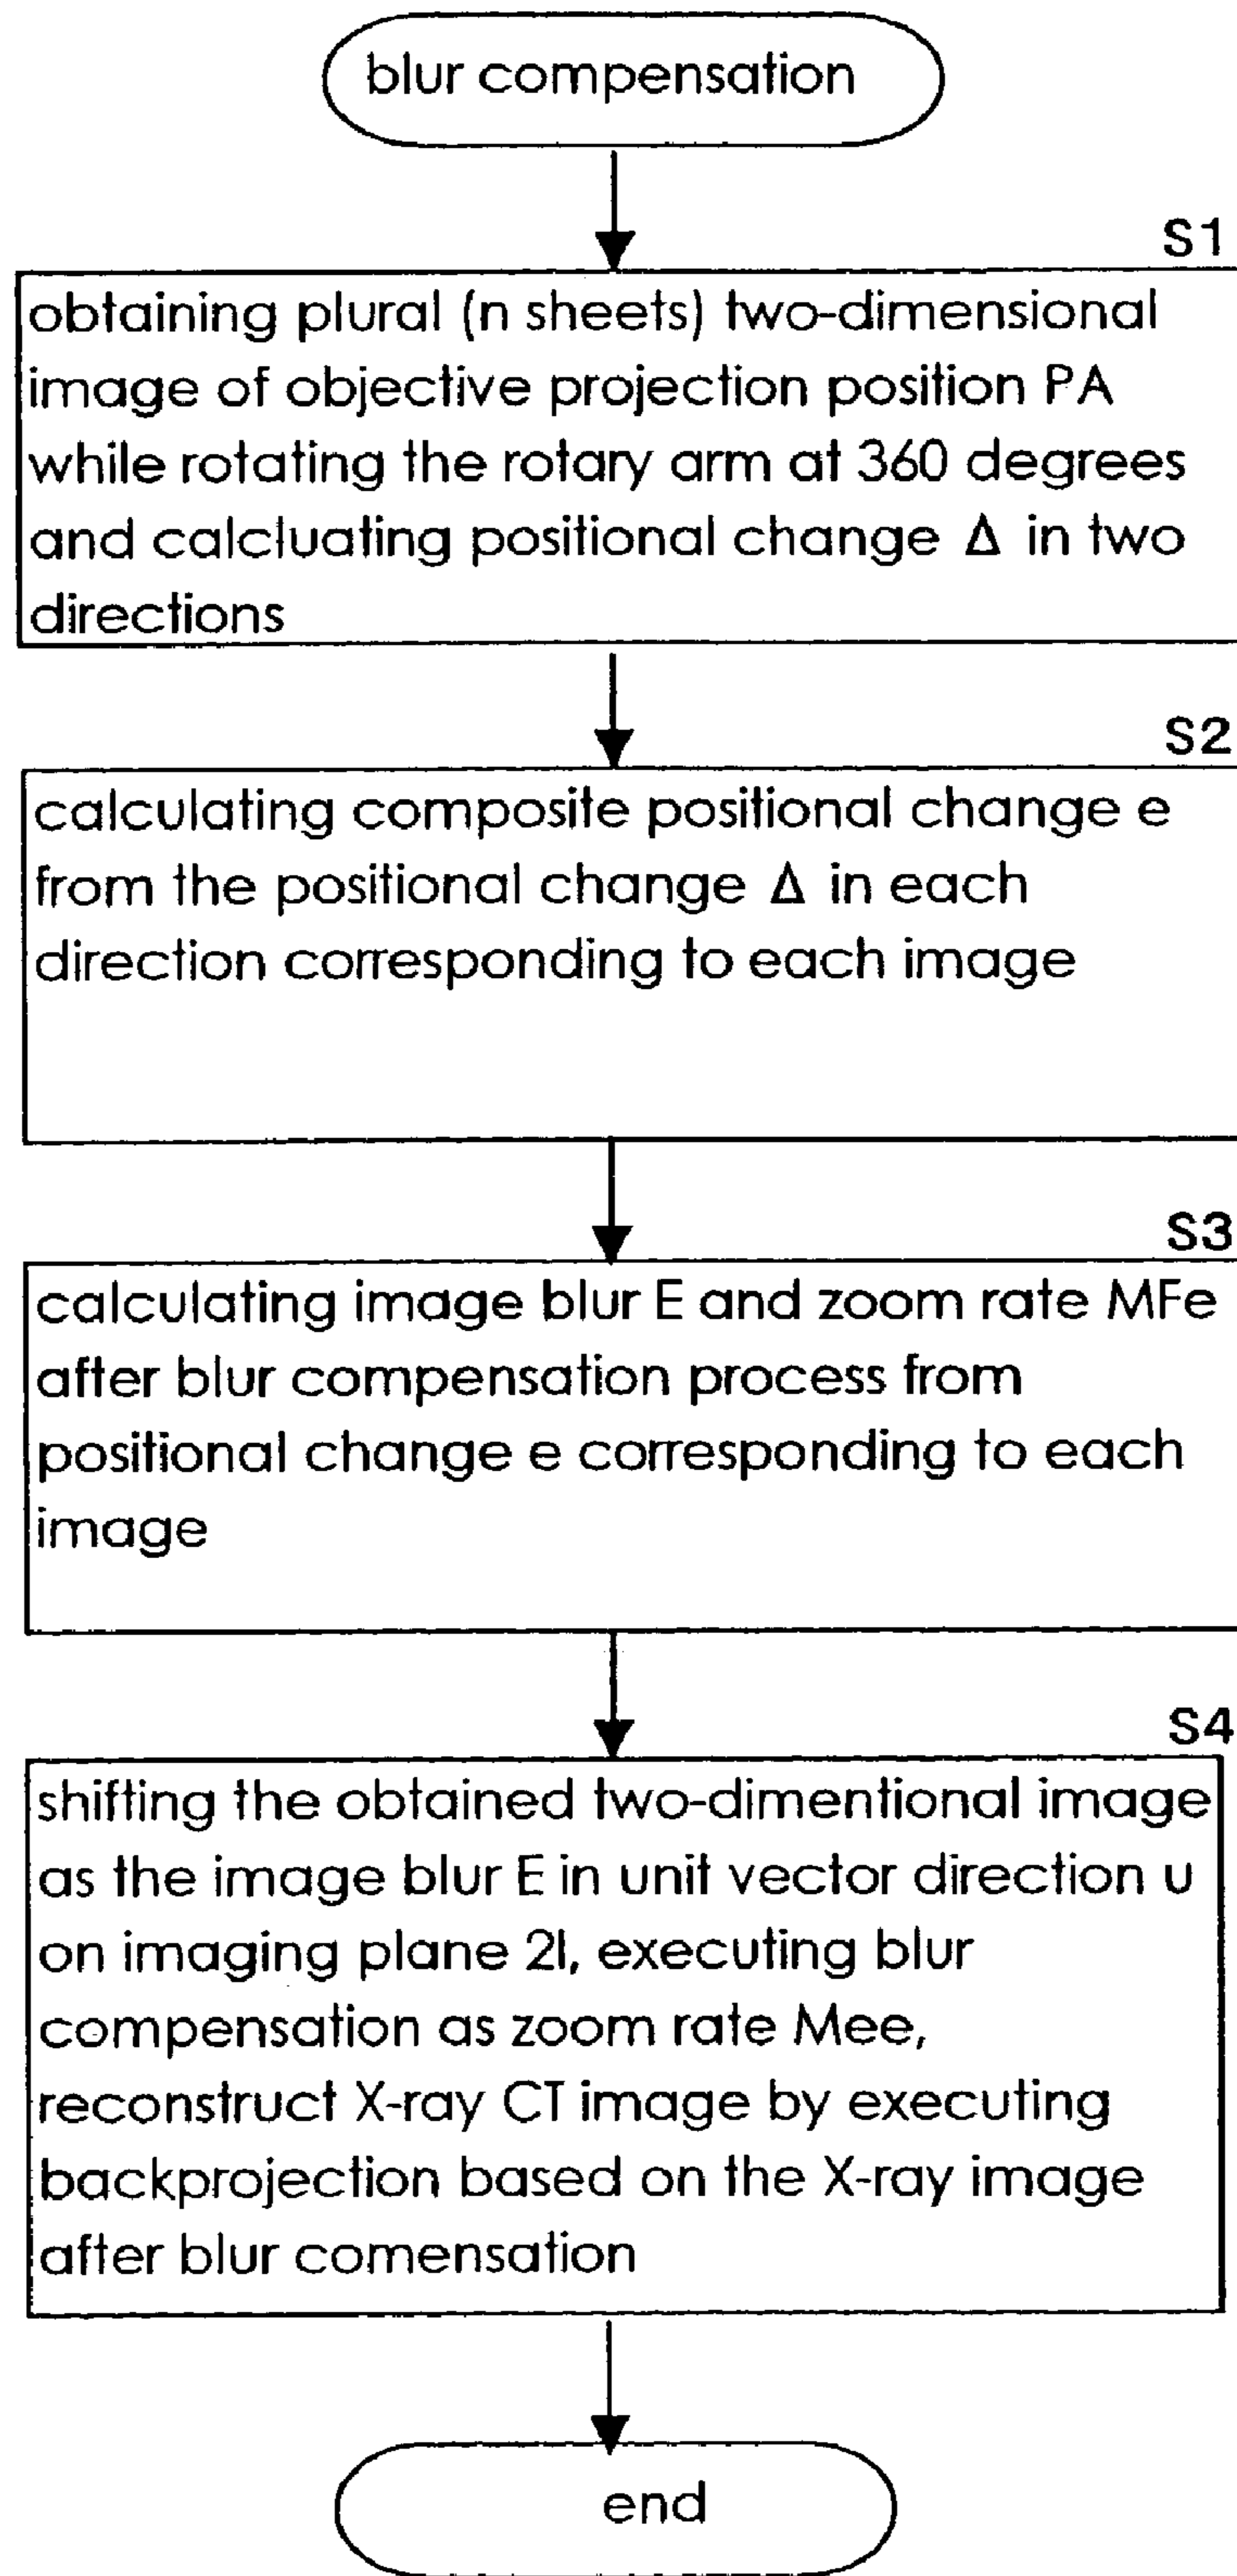 blur compensation
S1
obtaining plural (n sheets) two-dimensional
image of objective projection position PA
while rotating the rotary arm at 360 degrees
and calcluating positional change Δ in two
directions
S2
calculating composite positional change e
from the positional change Δ in each
direction corresponding to each image
S3
calculating image blur E and zoom rate MFe
after blur compensation process from
positional change e corresponding to each
image
S4
shifting the obtained two-dimentional image
as the image blur E in unit vector direction u
on imaging plane 2I, executing blur
compensation as zoom rate Mee,
reconstruct X-ray CT image by executing
backprojection based on the X-ray image
after blur comensation
end